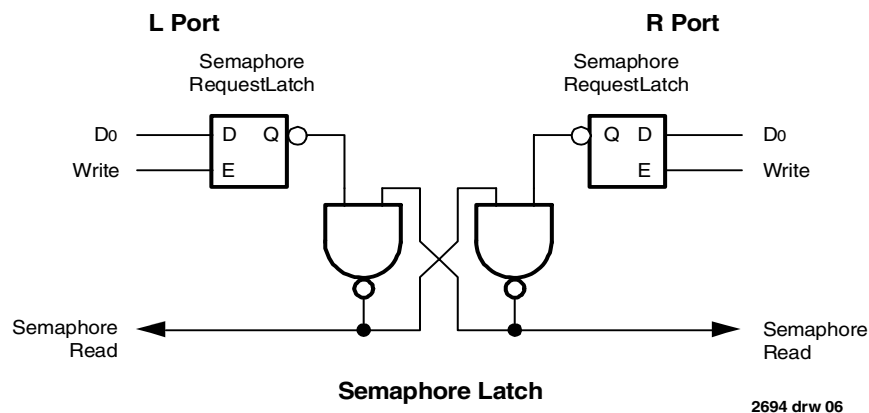 L Port
R Port
Semaphore
RequestLatch
Semaphore
RequestLatch
D0
D Q
Q D
D0
Write
E
E
Write
Semaphore
Read
Semaphore
Read
Semaphore Latch
2694 drw 06